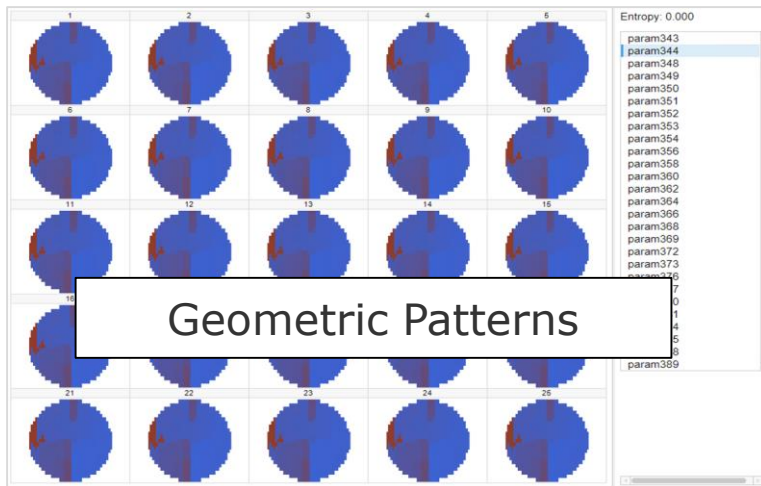 1 2 3 4 5
Entropy: 0.000
param343
param344
param348
param349
param350
param351
param352
param353
param354
param356
param358
param360
param362
param364
param366
param368
param369
param372
param373
param389
6 7 8 9 10
11 12 13 14 15
Geometric Patterns
21 22 23 24 25